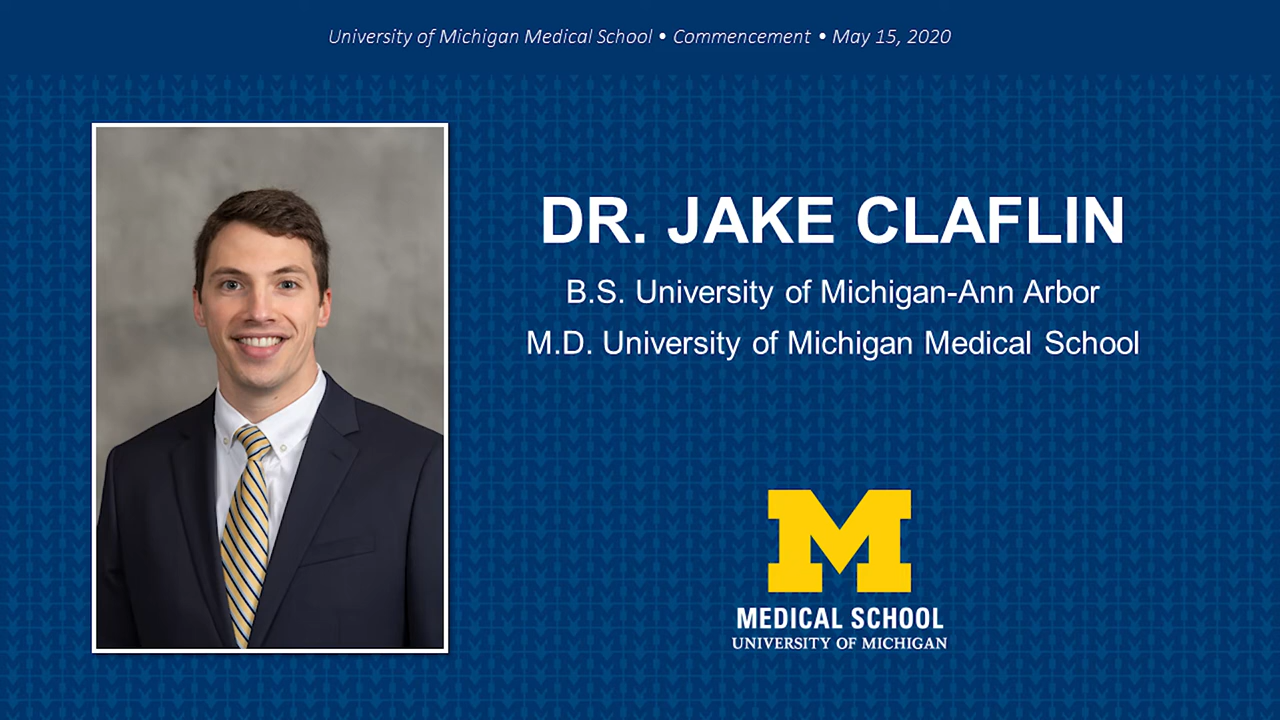 University of Michigan Medical School • Commencement • May 15, 2020
DR. JAKE CLAFLIN
B.S. University of Michigan-Ann Arbor
M.D. University of Michigan Medical School
M
MEDICAL SCHOOL
UNIVERSITY OF MICHIGAN